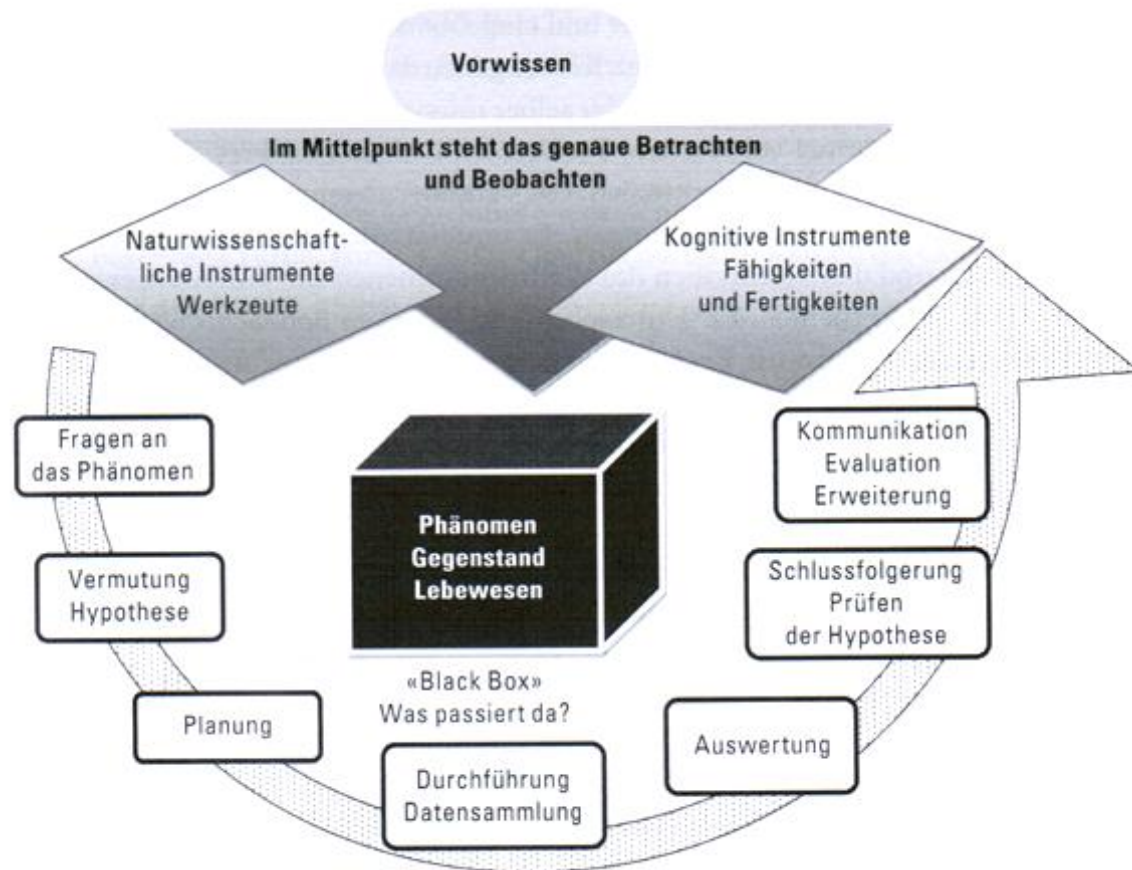 Vorwissen
Im Mittelpunkt steht das genaue Betrachten
und Beobachten
Naturwissenschaft-
liche Instrumente
Werkzeute
Kognitive Instrumente
Fähigkeiten
und Fertigkeiten
Fragen an
das Phänomen
Vermutung
Hypothese
Planung
Phänomen
Gegenstand
Lebewesen
«Black Box»
Was passiert da?
Durchführung
Datensammlung
Auswertung
Schlussfolgerung
Prüfen
der Hypothese
Kommunikation
Evaluation
Erweiterung